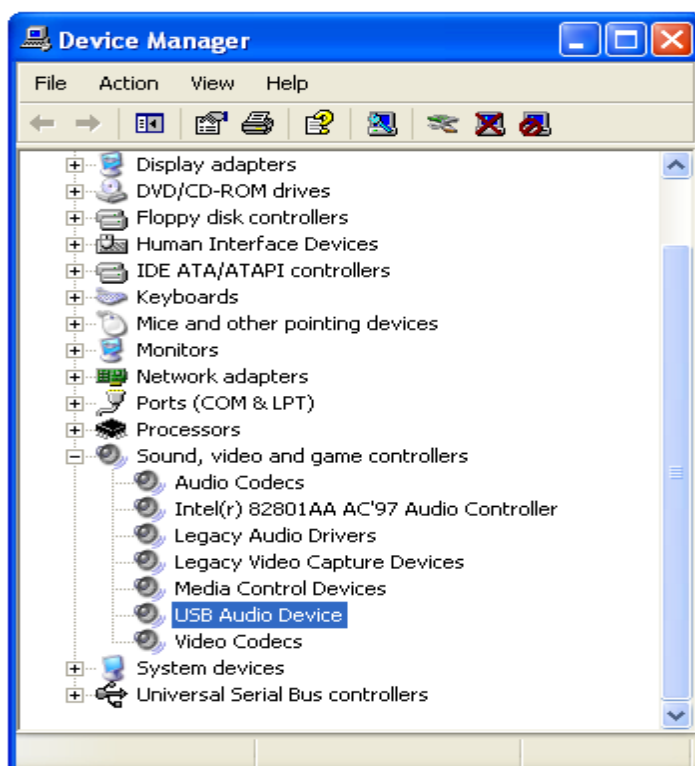 Device Manager
File Action View Help
Display adapters
DVD/CD-ROM drives
Floppy disk controllers
Human Interface Devices
IDE ATA/ATAPI controllers
Keyboards
Mice and other pointing devices
Monitors
Network adapters
Ports (COM & LPT)
Processors
Sound, video and game controllers
Audio Codecs
Intel(r) 82801AA AC'97 Audio Controller
Legacy Audio Drivers
Legacy Video Capture Devices
Media Control Devices
USB Audio Device
Video Codecs
System devices
Universal Serial Bus controllers